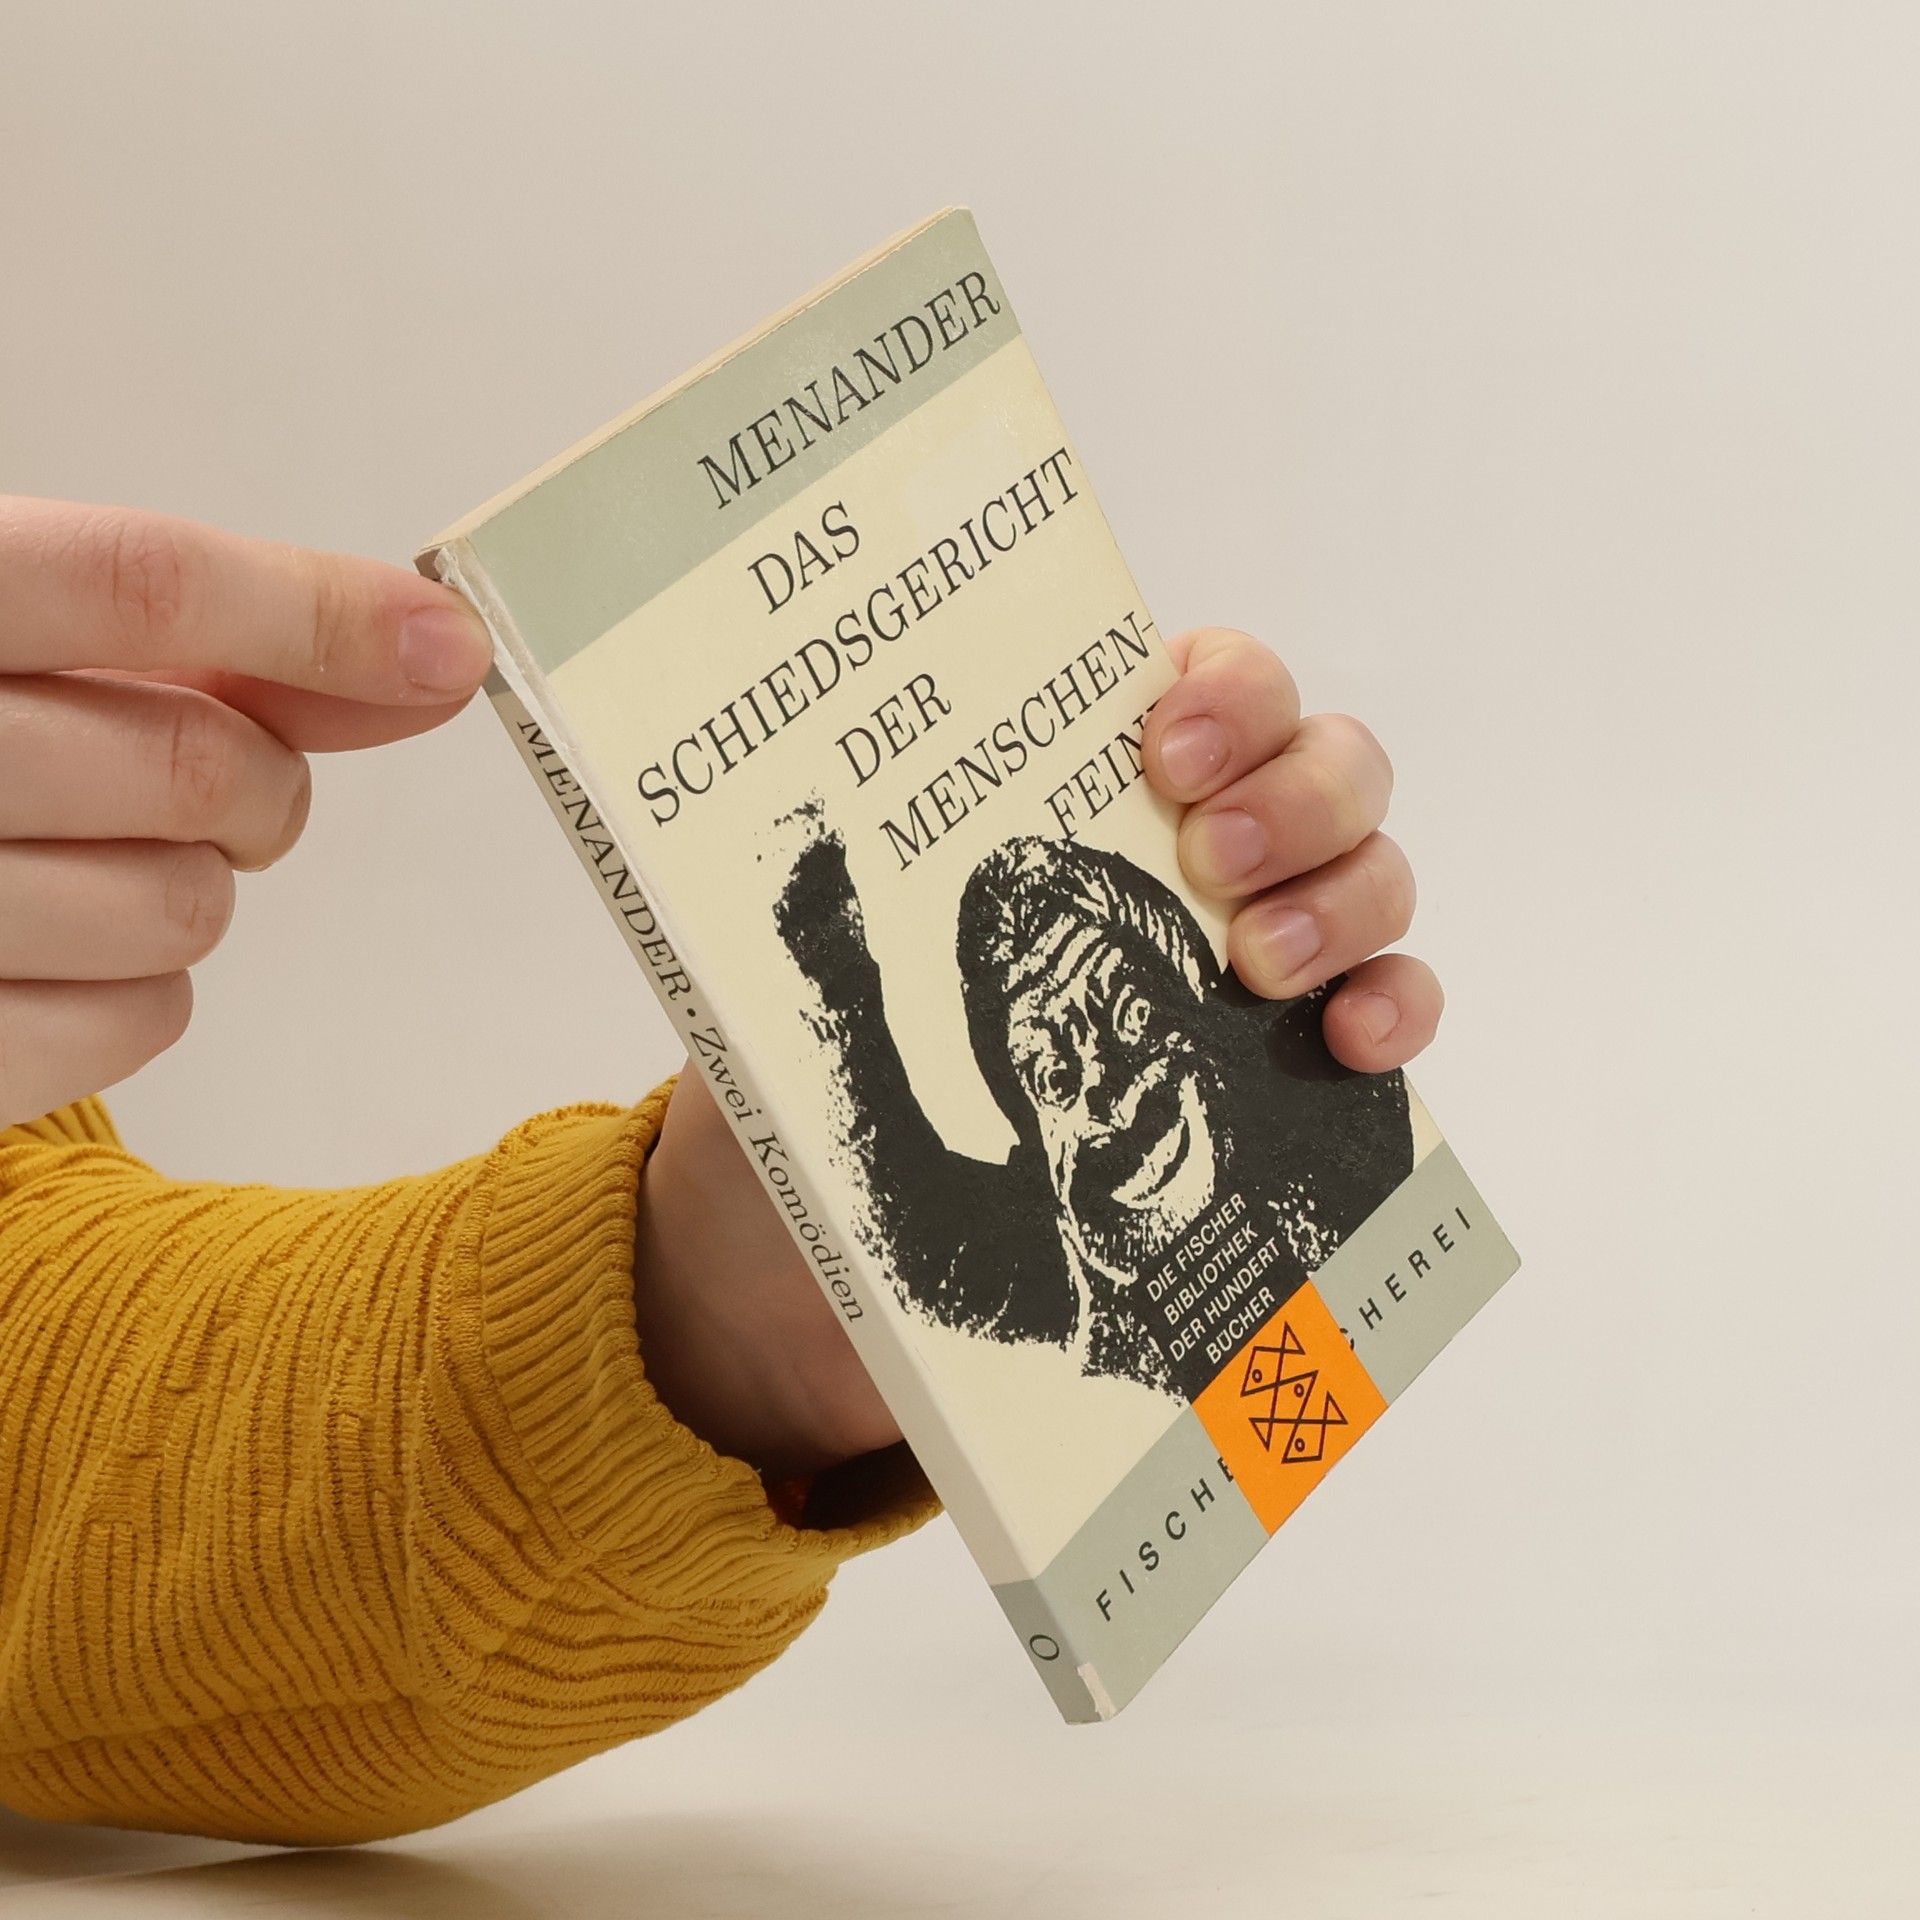 MENANDER
DAS
SCHIEDSGERICHT
DER
MENSCHEN-
FEIN
DIE FISCHER
BIBLIOTHEK
DER HUNDERT
BÜCHER
FISCHE CHEREI
MENANDER · Zwei Komödien